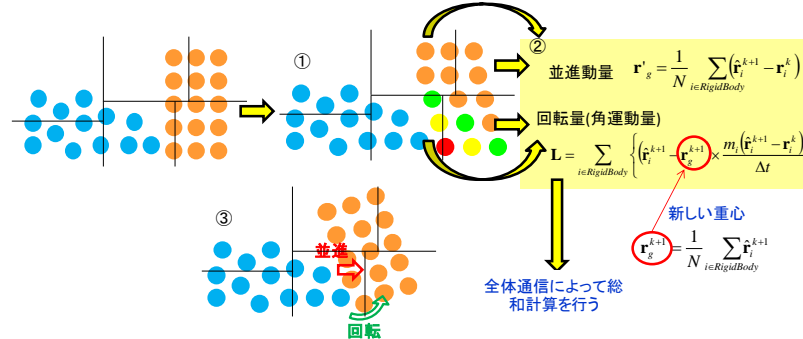 ①
②
並進動量 r'_g = 1/N Σ_{i∈RigidBody} (r̂_i^{k+1} − r_i^k)
回転量(角運動量)
L = Σ_{i∈RigidBody} { (r̂_i^{k+1} − r_g^{k+1}) × m_i (r̂_i^{k+1} − r_i^k) / Δt
新しい重心
r_g^{k+1} = 1/N Σ_{i∈RigidBody} r̂_i^{k+1}
③
並進
回転
全体通信によって総
和計算を行う